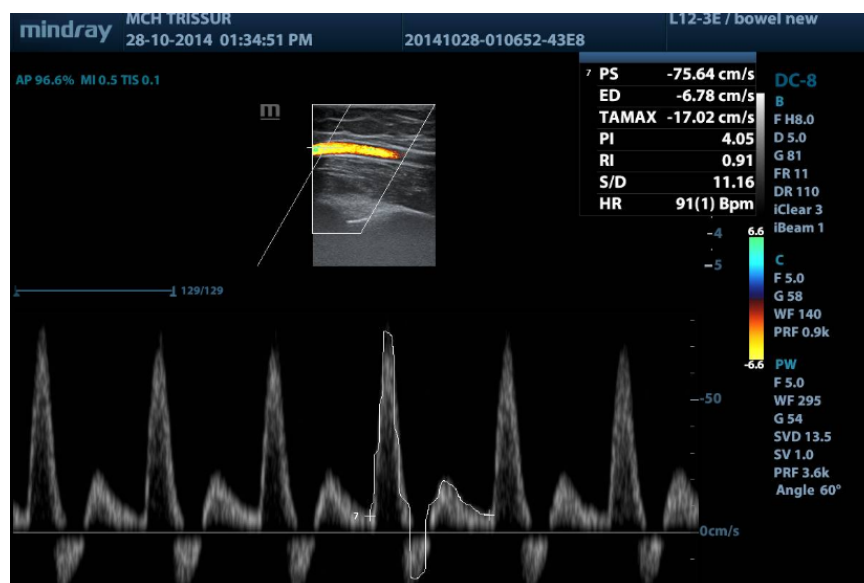 mindray
MCH TRISSUR
28-10-2014 01:34:51 PM
20141028-010652-43E8
L12-3E / bowel new
AP 96.6% MI 0.5 TIS 0.1
m
7 PS -75.64 cm/s
ED -6.78 cm/s
TAMAX -17.02 cm/s
PI 4.05
RI 0.91
S/D 11.16
HR 91(1) Bpm
DC-8
B
F H8.0
D 5.0
G 81
FR 11
DR 110
iClear 3
iBeam 1
-4
-5
6.6
-6.6
C
F 5.0
G 58
WF 140
PRF 0.9k
129/129
PW
F 5.0
WF 295
G 54
SVD 13.5
SV 1.0
PRF 3.6k
Angle 60°
-50
7
0cm/s